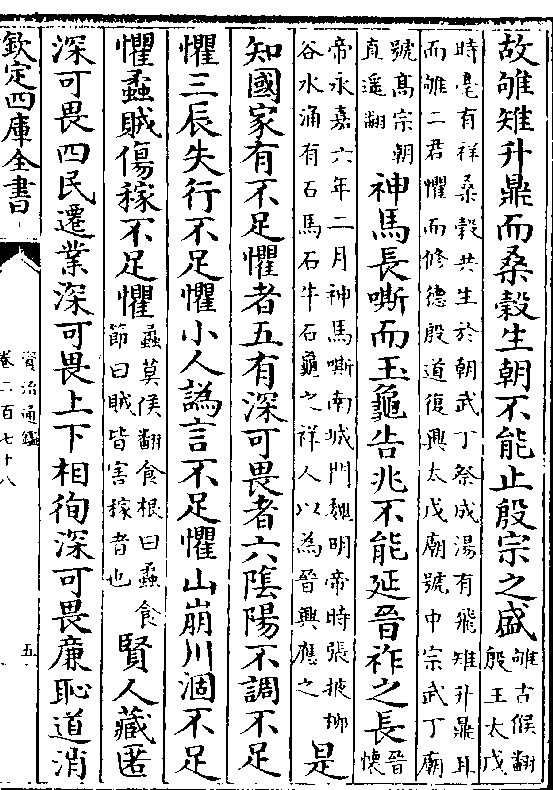 故雊雉升鼎而桑榖生朝不能止殷宗之盛雊古候翻殷王太戊
時亳有祥桑榖共生於朝武丁祭成湯有飛雉升鼎耳
而雊二君懼而修德殷道復興太戊廟號中宗武丁廟
號髙宗朝直遥翻神馬長嘶而玉龜告兆不能延晉祚之長晉懷
帝永嘉六年二月神馬嘶南城門魏明帝時張掖栁
谷水涌有石馬石牛石龜之祥人以為晉興應之是
知國家有不足懼者五有深可畏者六隂陽不調不足
懼三辰失行不足懼小人譌言不足懼山崩川涸不足
懼蟊賊傷稼不足懼蟊莫侯翻食根曰蟊食節曰賊皆害稼者也賢人藏匿
深可畏四民遷業深可畏上下相徇深可畏廉恥道消
欽定四庫全書
資治通鑑
卷二百七十八
五